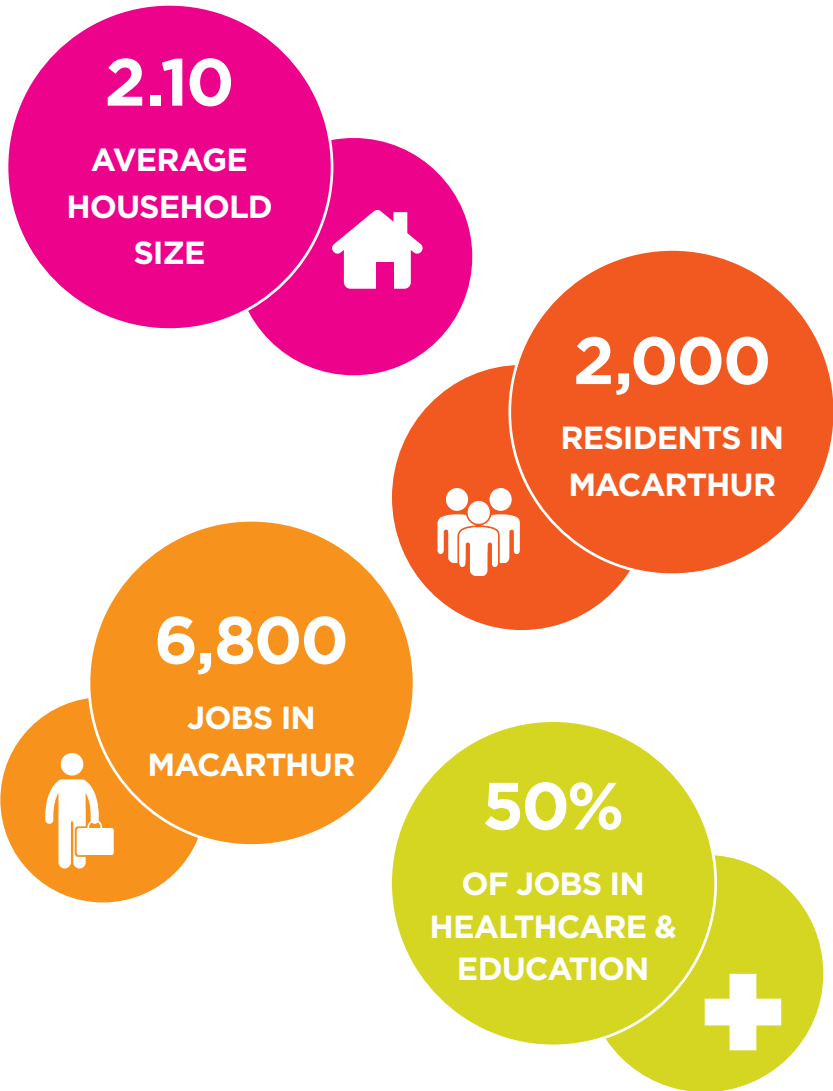 2.10
AVERAGE
HOUSEHOLD
SIZE
2,000
RESIDENTS IN
MACARTHUR
6,800
JOBS IN
MACARTHUR
50%
OF JOBS IN
HEALTHCARE &
EDUCATION